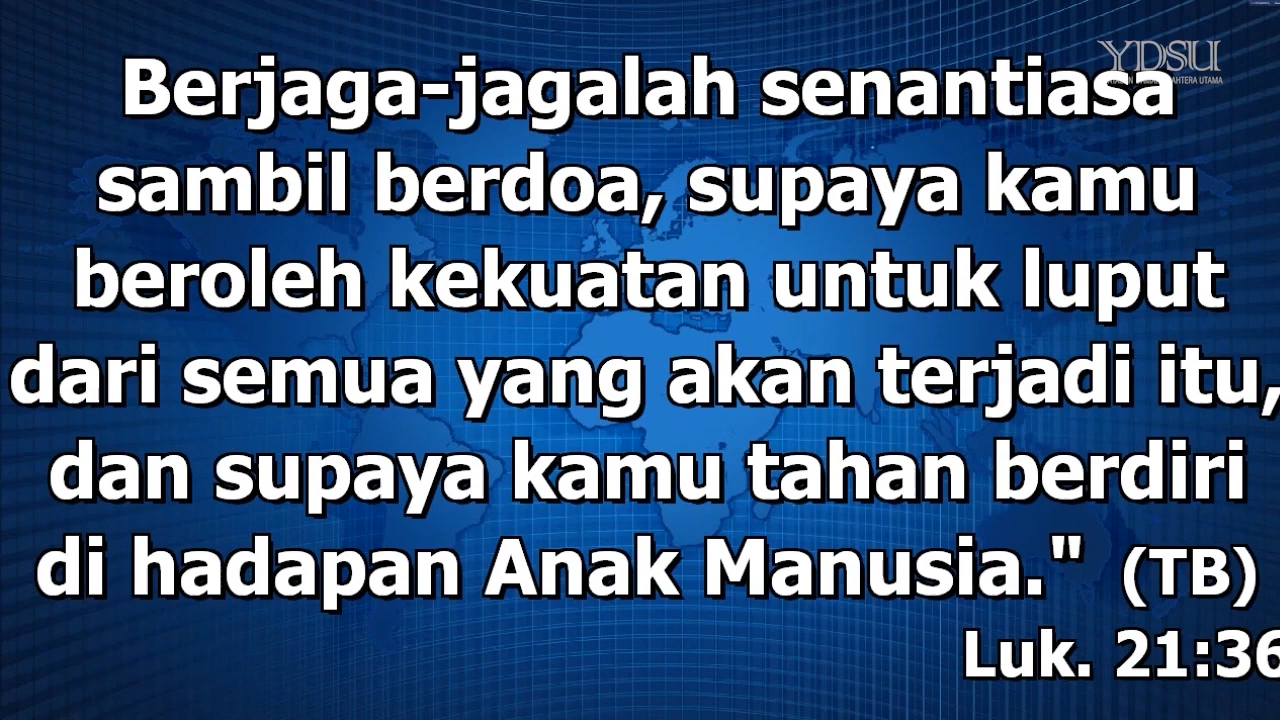 YDSU
Berjaga-jagalah senantiasa
sambil berdoa, supaya kamu
beroleh kekuatan untuk luput
dari semua yang akan terjadi itu,
dan supaya kamu tahan berdiri
di hadapan Anak Manusia." (TB)
Luk. 21:36